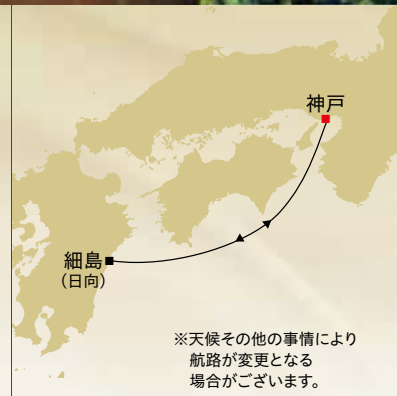 神戸
細島
（日向）
※天候その他の事情により
航路が変更となる
場合がございます。